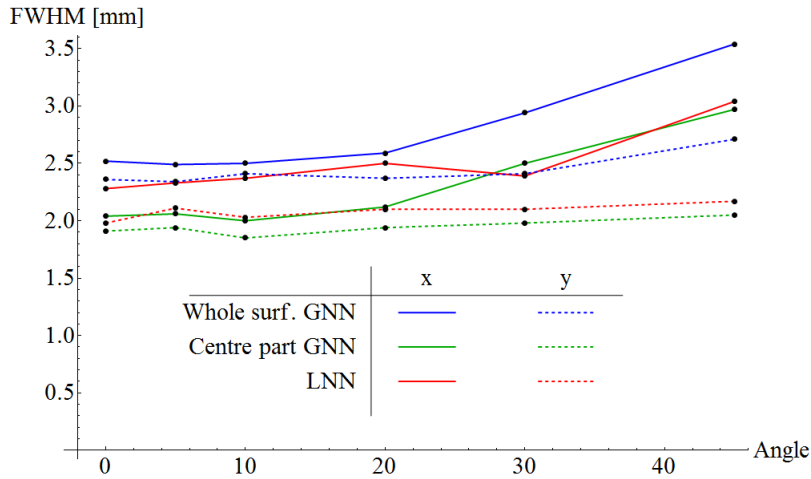 FWHM [mm]
3.5
3.0
2.5
2.0
1.5
x y
Whole surf. GNN
1.0
Centre part GNN
LNN
0.5
Angle
0 10 20 30 40